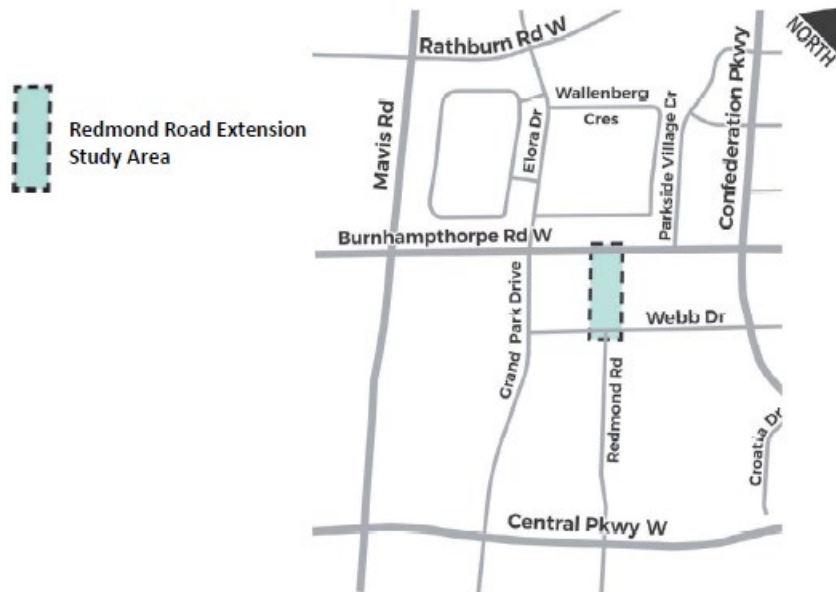 NORTH
Rathburn Rd W
Confederation Pkwy
Redmond Road Extension
Study Area
Mavis Rd
Wallenberg
Cres
Elora Dr
Parkside Village Dr
Burnhampthorpe Rd W
Grand Park Drive
Webb Dr
Redmond Rd
Croatia Dr
Central Pkwy W